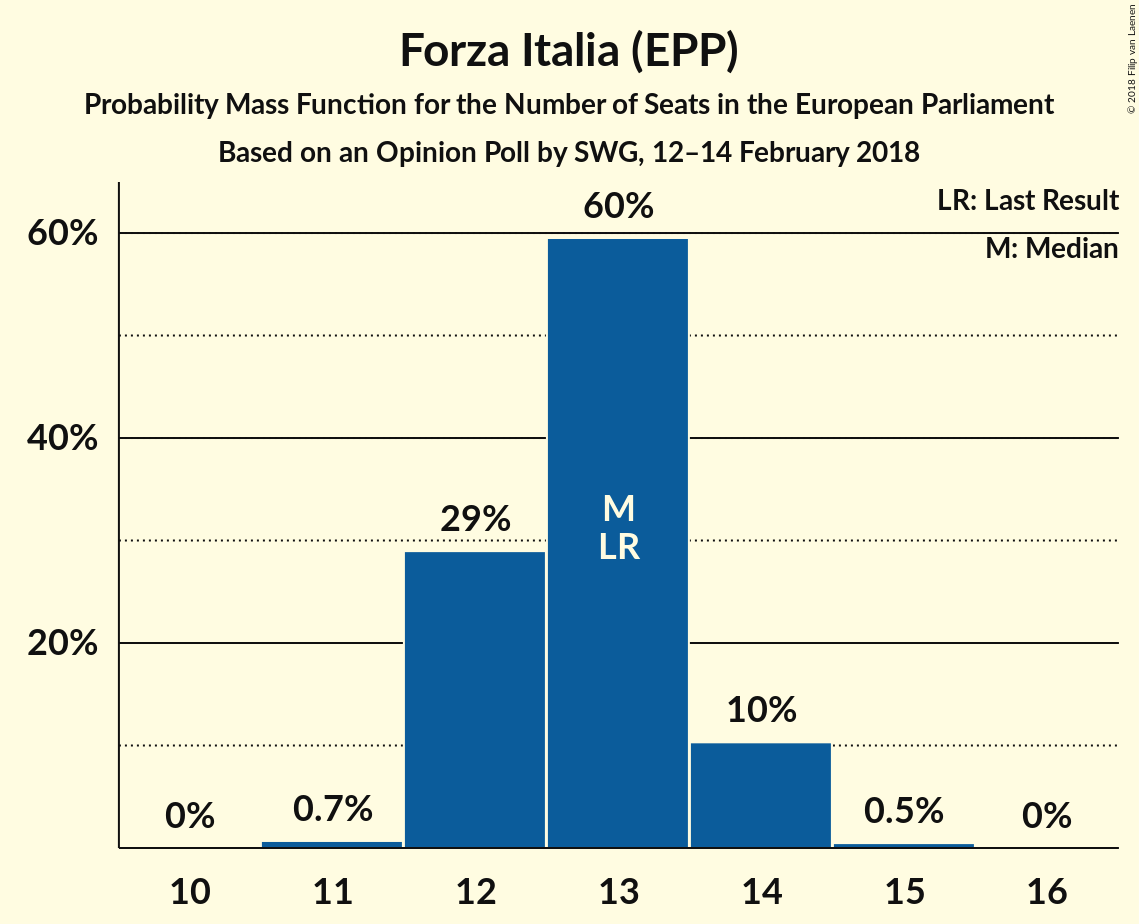 Forza Italia (EPP)
Probability Mass Function for the Number of Seats in the European Parliament
Based on an Opinion Poll by SWG, 12–14 February 2018
© 2018 Filip van Laenen
LR: Last Result
M: Median
60%
40%
20%
0%
0.7%
29%
60%
M
LR
10%
0.5%
0%
10
11
12
13
14
15
16